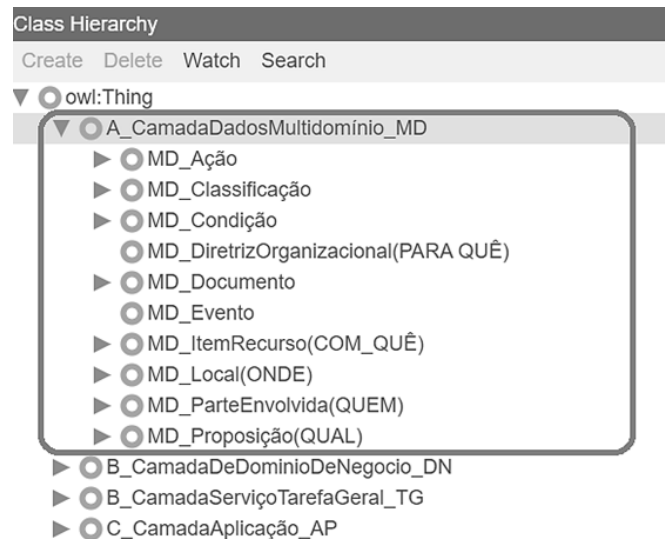 Class Hierarchy
Create Delete Watch Search
owl:Thing
A_CamadaDadosMultidomínio_MD
MD_Ação
MD_Classificação
MD_Condição
MD_DiretrizOrganizacional(PARA QUÊ)
MD_Documento
MD_Evento
MD_ItemRecurso(COM_QUÊ)
MD_Local(ONDE)
MD_ParteEnvolvida(QUEM)
MD_Proposição(QUAL)
B_CamadaDeDominioDeNegocio_DN
B_CamadaServiçoTarefaGeral_TG
C_CamadaAplicação_AP